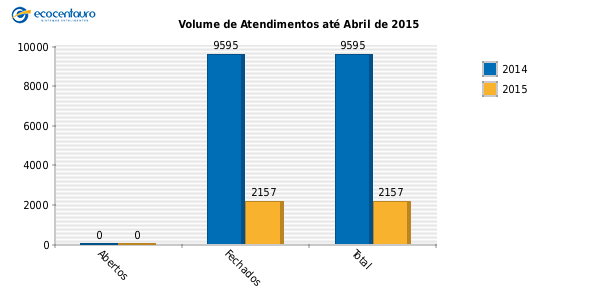 ecocentauro
Volume de Atendimentos até Abril de 2015
10000
8000
6000
4000
2000
0
0
0
9595
2157
9595
2157
Abertos
Fechados
Total
2014
2015